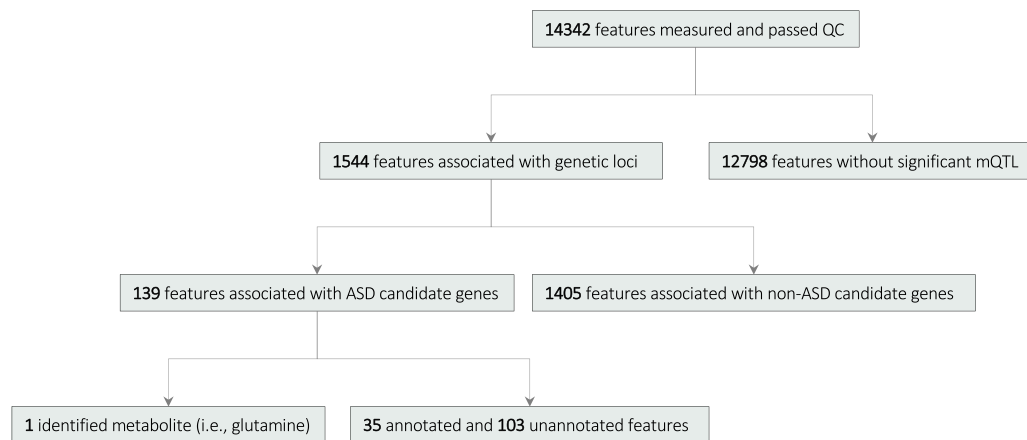 14342 features measured and passed QC
1544 features associated with genetic loci
12798 features without significant mQTL
139 features associated with ASD candidate genes
1405 features associated with non-ASD candidate genes
1 identified metabolite (i.e., glutamine)
35 annotated and 103 unannotated features